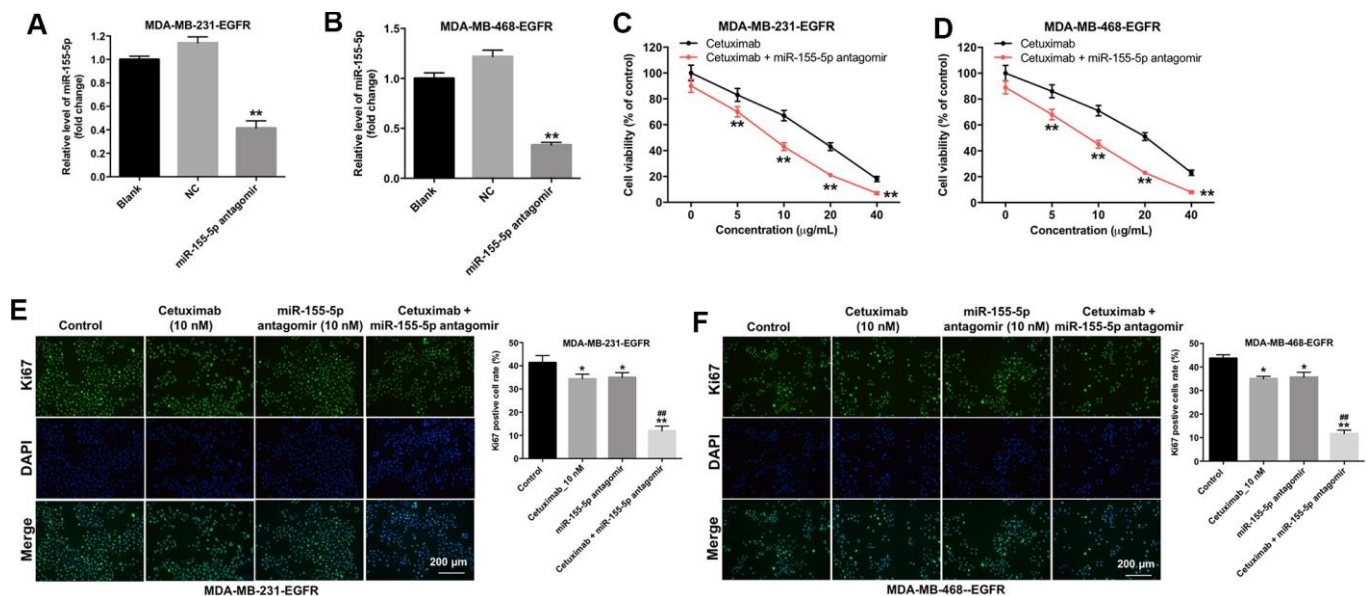 A
MDA-MB-231-EGFR
Relative level of miR-155-5p
(fold change)
1.2
1.0
0.8
0.6
0.4
0.2
0.0
**
Blank
NC
miR-155-5p antagomir
B
MDA-MB-468-EGFR
Relative level of miR-155-5p
(fold change)
1.5
1.0
0.5
0.0
**
Blank
NC
miR-155-5p antagomir
C
MDA-MB-231-EGFR
Cetuximab
Cetuximab + miR-155-5p antagomir
Cell viability (% of control)
120
100
80
60
40
20
0
**
**
**
**
0 5 10 20 40
Concentration (μg/mL)
D
MDA-MB-468-EGFR
Cetuximab
Cetuximab + miR-155-5p antagomir
Cell viability (% of control)
120
100
80
60
40
20
0
**
**
**
**
0 5 10 20 40
Concentration (μg/mL)
E
Control
Cetuximab
(10 nM)
miR-155-5p
antagomir (10 nM)
Cetuximab +
miR-155-5p antagomir
Ki67
DAPI
Merge
200 μm
MDA-MB-231-EGFR
MDA-MB-231-EGFR
Ki67 postive cell rate (%)
50
40
30
20
10
0
*
*
##
**
Control
Cetuximab_10 nM
miR-155-5p antagomir
Cetuximab + miR-155-5p antagomir
F
Control
Cetuximab
(10 nM)
miR-155-5p
antagomir (10 nM)
Cetuximab +
miR-155-5p antagomir
Ki67
DAPI
Merge
200 μm
MDA-MB-468--EGFR
MDA-MB-468-EGFR
Ki67 postive cells rate (%)
50
40
30
20
10
0
*
*
##
**
Control
Cetuximab_10 nM
miR-155-5p antagomir
Cetuximab + miR-155-5p antagomir